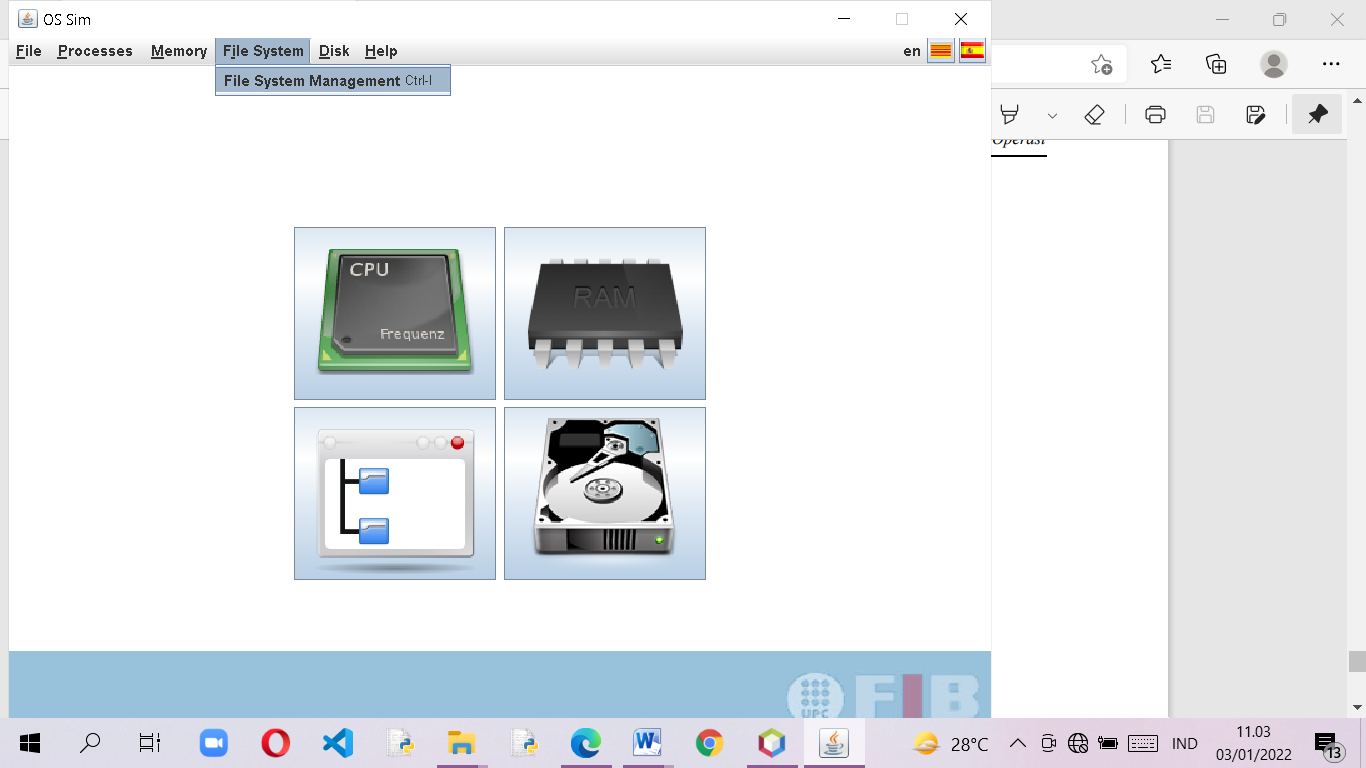 OS Sim
File Processes Memory File System Disk Help en
File System Management Ctrl-I
Operasi
CPU
Frequenz
RAM
UPC
FIB
28°C
IND
11.03
03/01/2022
13